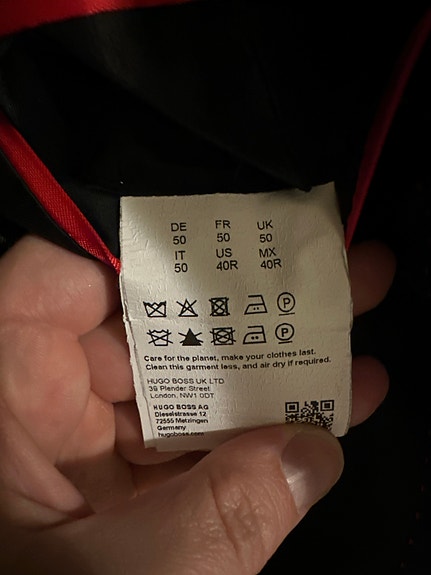 DE FR UK
50 50 50
IT US MX
50 40R 40R
P
P
Care for the planet, make your clothes last.
Clean this garment less, and air dry if required.
HUGO BOSS UK LTD
39 Plender Street
London, NW1 0DT
HUGO BOSS AG
Dieselstrasse 12
72555 Metzingen
Germany
hugoboss.com